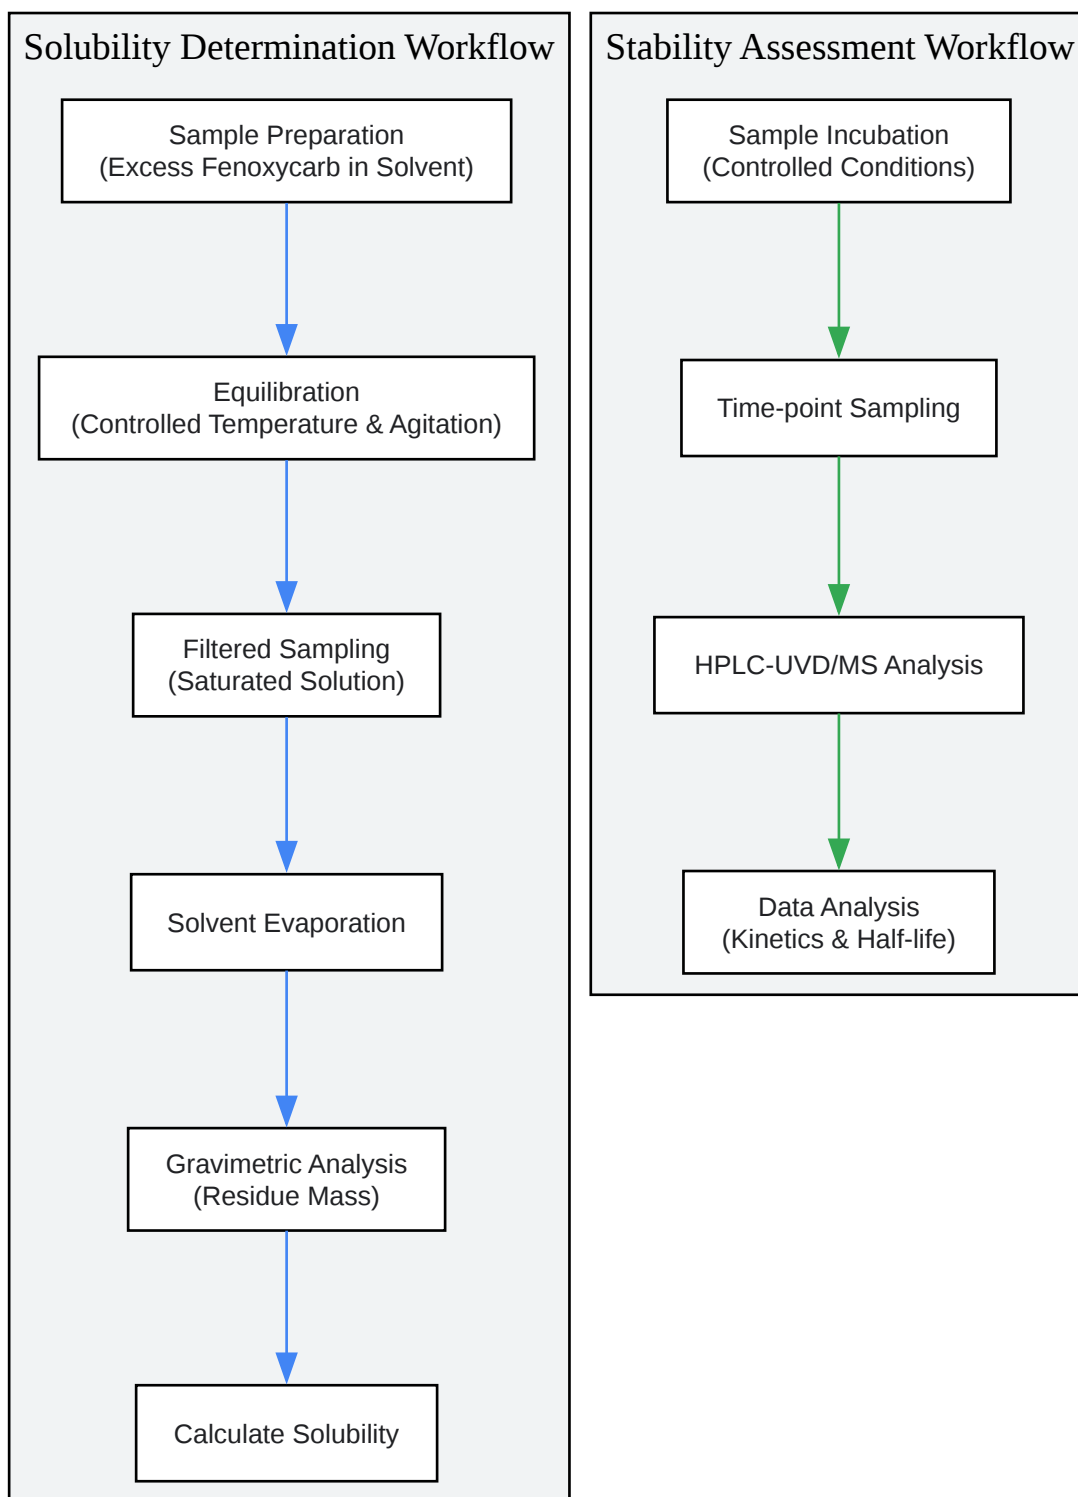 Solubility Determination Workflow
Sample Preparation
(Excess Fenoxycarb in Solvent)
Equilibration
(Controlled Temperature & Agitation)
Filtered Sampling
(Saturated Solution)
Solvent Evaporation
Gravimetric Analysis
(Residue Mass)
Calculate Solubility
Stability Assessment Workflow
Sample Incubation
(Controlled Conditions)
Time-point Sampling
HPLC-UVD/MS Analysis
Data Analysis
(Kinetics & Half-life)